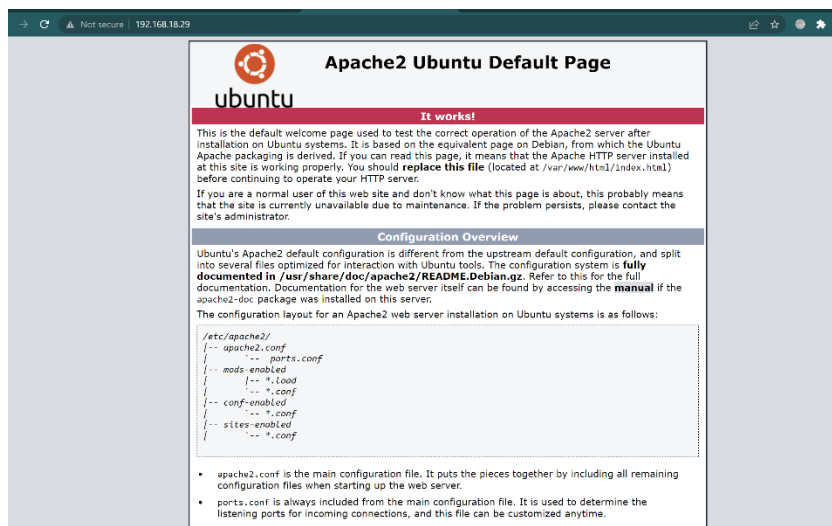 Not secure 192.168.18.29
ubuntu
Apache2 Ubuntu Default Page
It works!
This is the default welcome page used to test the correct operation of the Apache2 server after
installation on Ubuntu systems. It is based on the equivalent page on Debian, from which the Ubuntu
Apache packaging is derived. If you can read this page, it means that the Apache HTTP server installed
at this site is working properly. You should replace this file (located at /var/www/html/index.html)
before continuing to operate your HTTP server.
If you are a normal user of this web site and don't know what this page is about, this probably means
that the site is currently unavailable due to maintenance. If the problem persists, please contact the
site's administrator.
Configuration Overview
Ubuntu's Apache2 default configuration is different from the upstream default configuration, and split
into several files optimized for interaction with Ubuntu tools. The configuration system is fully
documented in /usr/share/doc/apache2/README.Debian.gz. Refer to this for the full
documentation. Documentation for the web server itself can be found by accessing the manual if the
apache2-doc package was installed on this server.
The configuration layout for an Apache2 web server installation on Ubuntu systems is as follows:
/etc/apache2/
|-- apache2.conf
|       `--  ports.conf
|-- mods-enabled
|       |-- *.load
|       `-- *.conf
|-- conf-enabled
|       `-- *.conf
|-- sites-enabled
|       `-- *.conf
• apache2.conf is the main configuration file. It puts the pieces together by including all remaining
configuration files when starting up the web server.
• ports.conf is always included from the main configuration file. It is used to determine the
listening ports for incoming connections, and this file can be customized anytime.